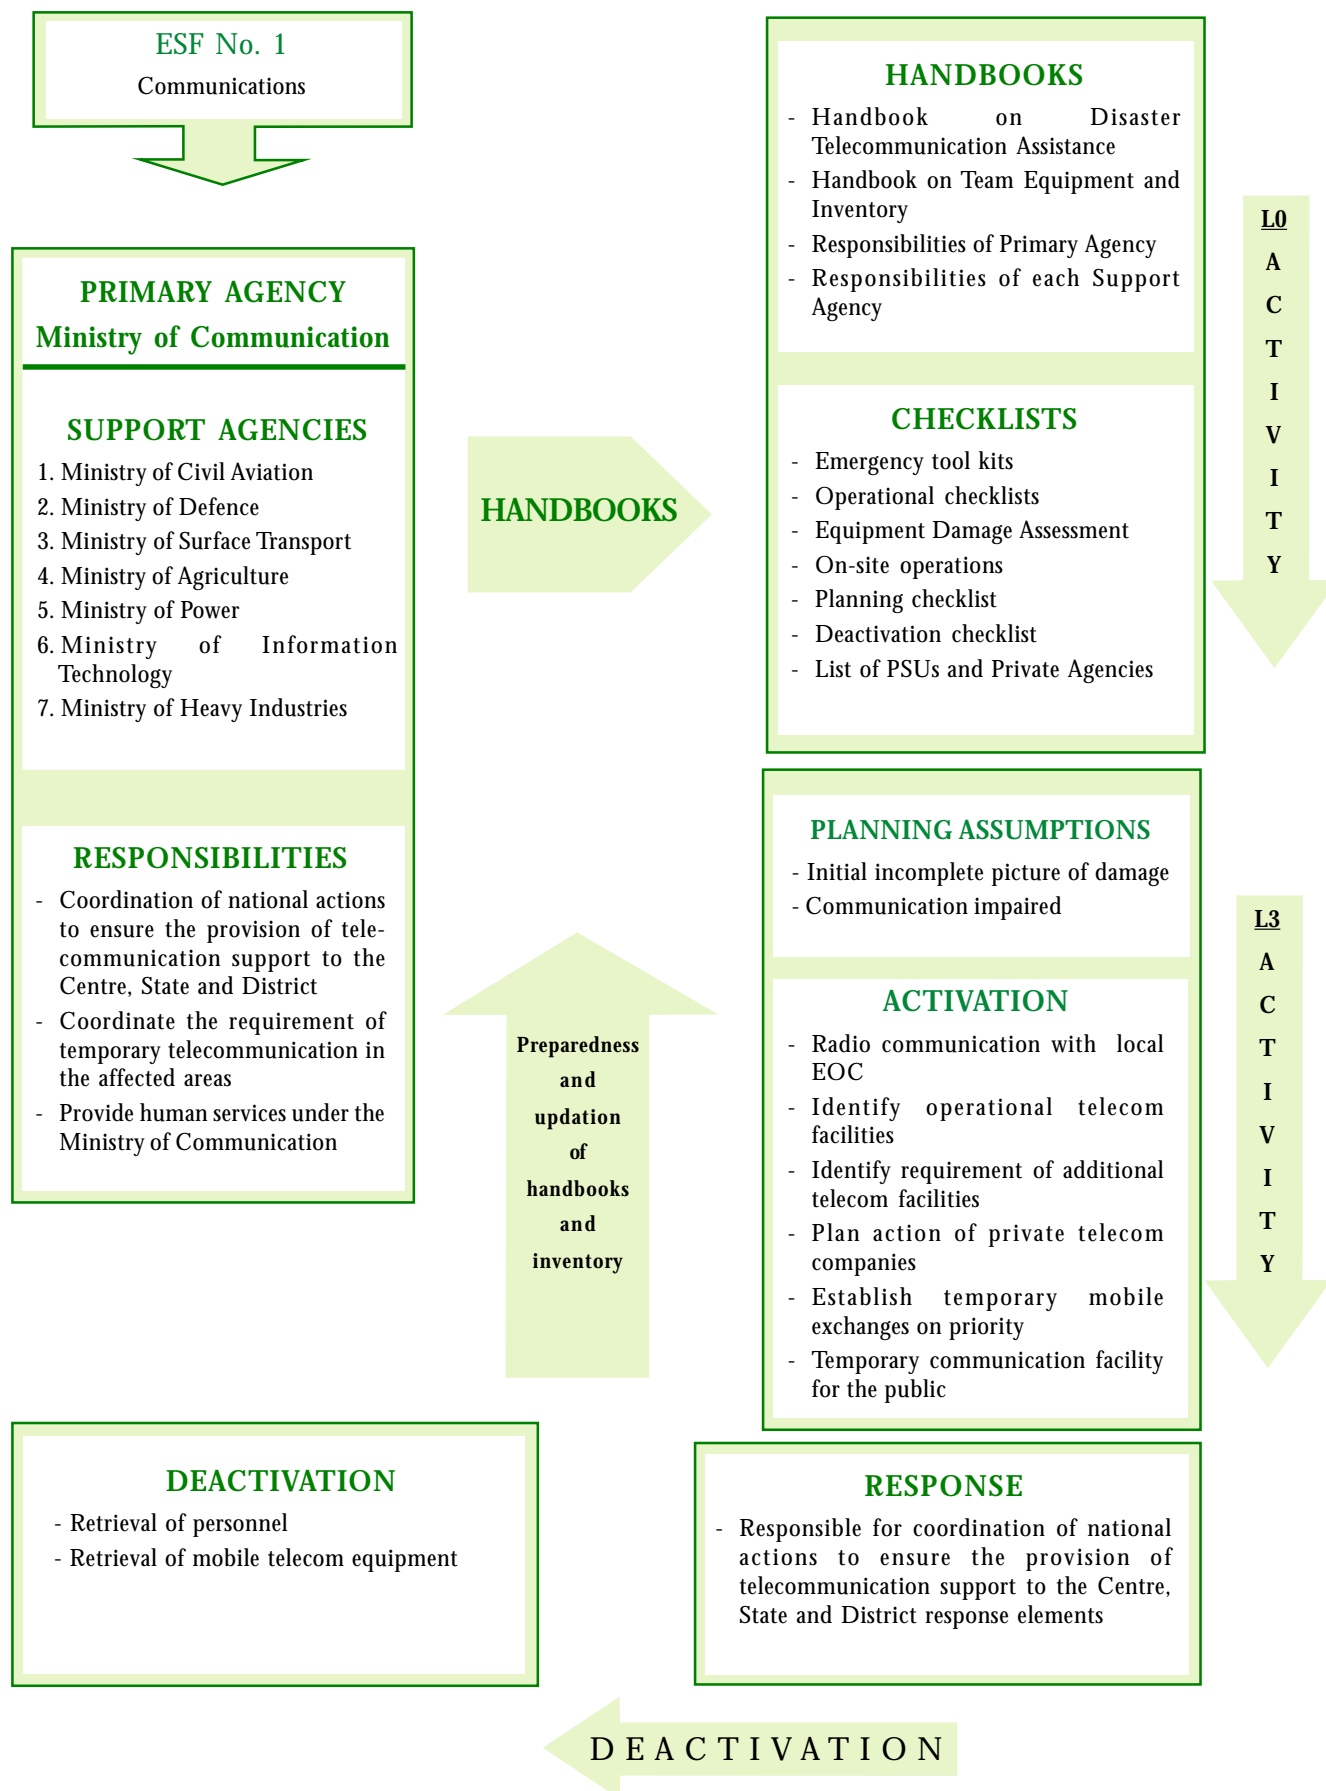 ESF No. 1
Communications
PRIMARY AGENCY
Ministry of Communication
SUPPORT AGENCIES
1. Ministry of Civil Aviation
2. Ministry of Defence
3. Ministry of Surface Transport
4. Ministry of Agriculture
5. Ministry of Power
6. Ministry of Information
Technology
7. Ministry of Heavy Industries
RESPONSIBILITIES
- Coordination of national actions
to ensure the provision of tele-
communication support to the
Centre, State and District
- Coordinate the requirement of
temporary telecommunication in
the affected areas
- Provide human services under the
Ministry of Communication
HANDBOOKS
HANDBOOKS
- Handbook on Disaster
Telecommunication Assistance
- Handbook on Team Equipment and
Inventory
- Responsibilities of Primary Agency
- Responsibilities of each Support
Agency
CHECKLISTS
- Emergency tool kits
- Operational checklists
- Equipment Damage Assessment
- On-site operations
- Planning checklist
- Deactivation checklist
- List of PSUs and Private Agencies
L0
A
C
T
I
V
I
T
Y
PLANNING ASSUMPTIONS
- Initial incomplete picture of damage
- Communication impaired
ACTIVATION
- Radio communication with local
EOC
- Identify operational telecom
facilities
- Identify requirement of additional
telecom facilities
- Plan action of private telecom
companies
- Establish temporary mobile
exchanges on priority
- Temporary communication facility
for the public
L3
A
C
T
I
V
I
T
Y
RESPONSE
- Responsible for coordination of national
actions to ensure the provision of
telecommunication support to the Centre,
State and District response elements
DEACTIVATION
DEACTIVATION
- Retrieval of personnel
- Retrieval of mobile telecom equipment
Preparedness
and
updation
of
handbooks
and
inventory